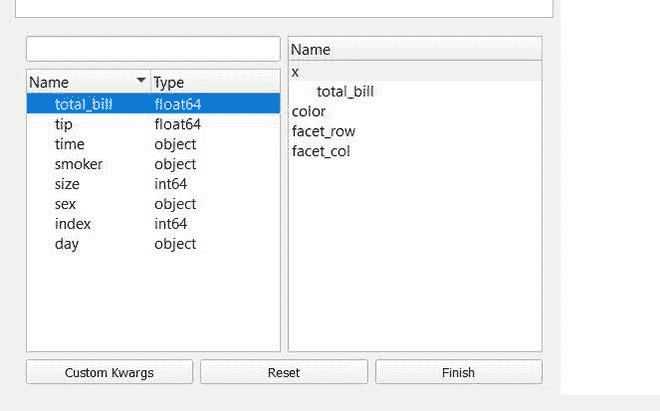 Name Type
total_bill float64
tip float64
time object
smoker object
size int64
sex object
index int64
day object
Name
x
total_bill
color
facet_row
facet_col
Custom Kwargs Reset Finish